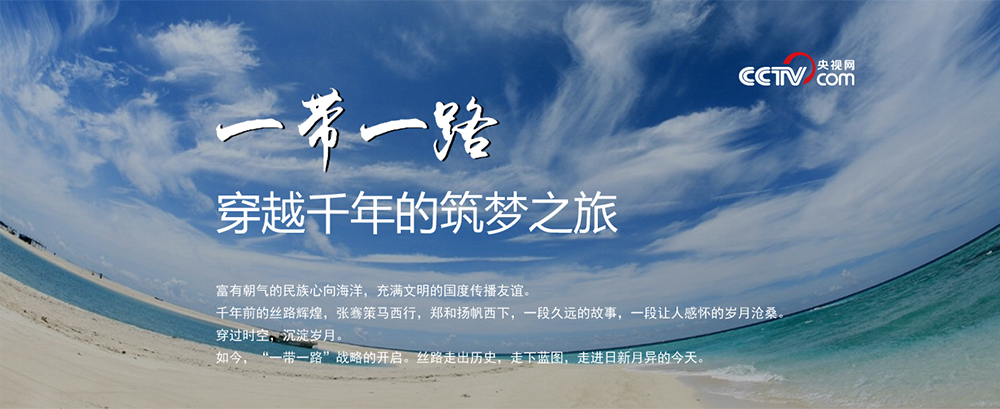 CCTV央视网
com
一带一路
穿越千年的筑梦之旅
富有朝气的民族心向海洋，充满文明的国度传播友谊。
千年前的丝路辉煌，张骞策马西行，郑和扬帆西下，一段久远的故事，一段让人感怀的岁月沧桑。
穿过时空，沉淀岁月。
如今，“一带一路”战略的开启。丝路走出历史，走下蓝图，走进日新月异的今天。